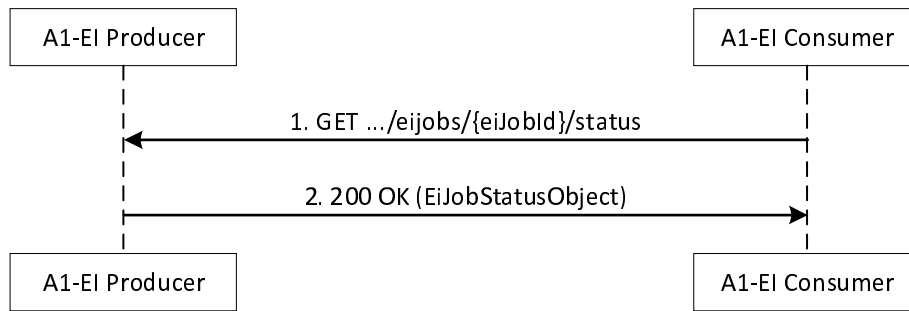 A1-EI Producer
A1-EI Consumer
1. GET .../eijobs/{eiJobId}/status
2. 200 OK (EiJobStatusObject)
A1-EI Producer
A1-EI Consumer